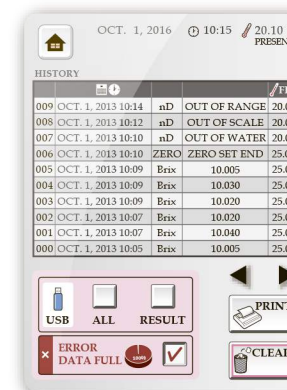 OCT. 1, 2016 10:15 20.10
PRESEN
HISTORY
FI
009 OCT. 1, 2013 10:14 nD OUT OF RANGE 20.0
008 OCT. 1, 2013 10:12 nD OUT OF SCALE 20.0
007 OCT. 1, 2013 10:10 nD OUT OF WATER 20.0
006 OCT. 1, 2013 10:10 ZERO ZERO SET END 25.0
005 OCT. 1, 2013 10:09 Brix 10.005 25.0
004 OCT. 1, 2013 10:09 Brix 10.030 25.0
003 OCT. 1, 2013 10:09 Brix 10.020 25.0
002 OCT. 1, 2013 10:07 Brix 10.020 25.0
001 OCT. 1, 2013 10:07 Brix 10.040 25.0
000 OCT. 1, 2013 10:05 Brix 10.005 25.0
USB ALL RESULT
PRINT
ERROR
DATA FULL 100%
CLEAR